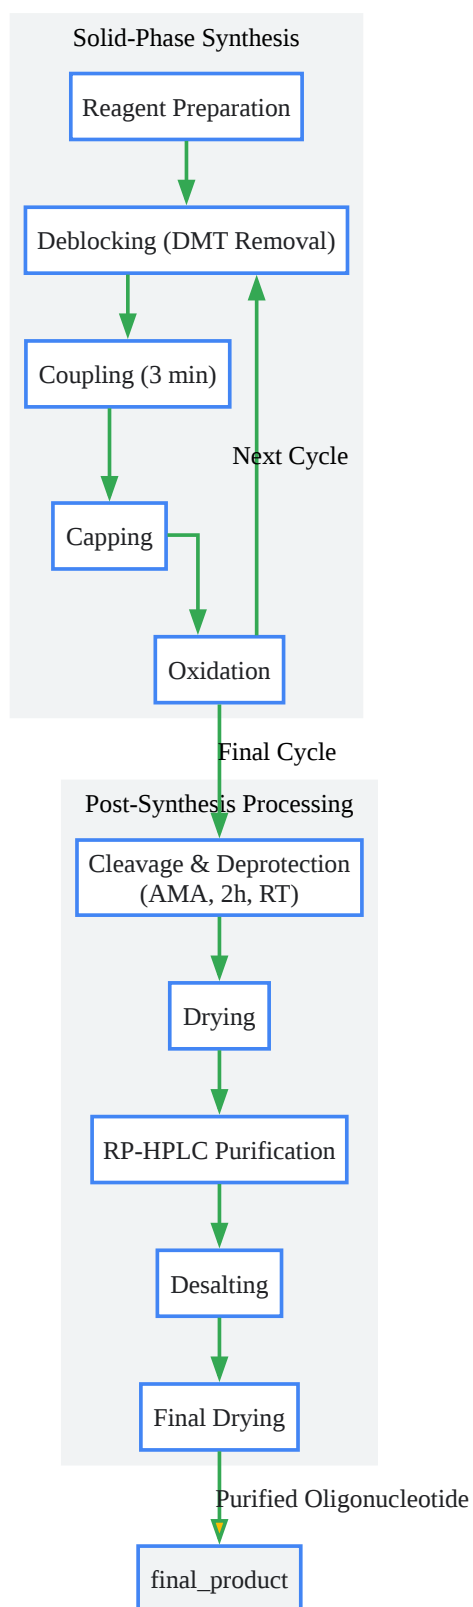 Solid-Phase Synthesis
Reagent Preparation
Deblocking (DMT Removal)
Coupling (3 min)
Next Cycle
Capping
Oxidation
Final Cycle
Post-Synthesis Processing
Cleavage & Deprotection
(AMA, 2h, RT)
Drying
RP-HPLC Purification
Desalting
Final Drying
Purified Oligonucleotide
final_product